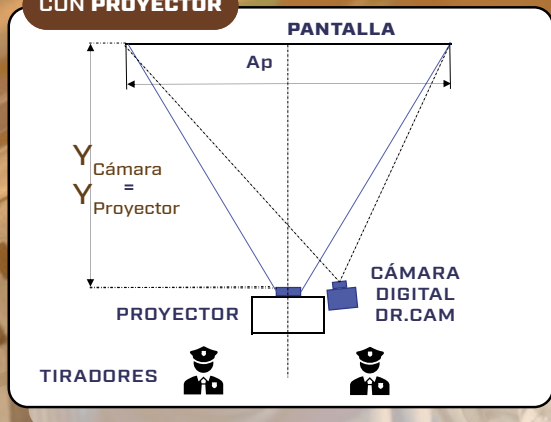 CON PROYECTOR
PANTALLA
Ap
Y Cámara
=
Y Proyector
CÁMARA
DIGITAL
DR.CAM
PROYECTOR
TIRADORES